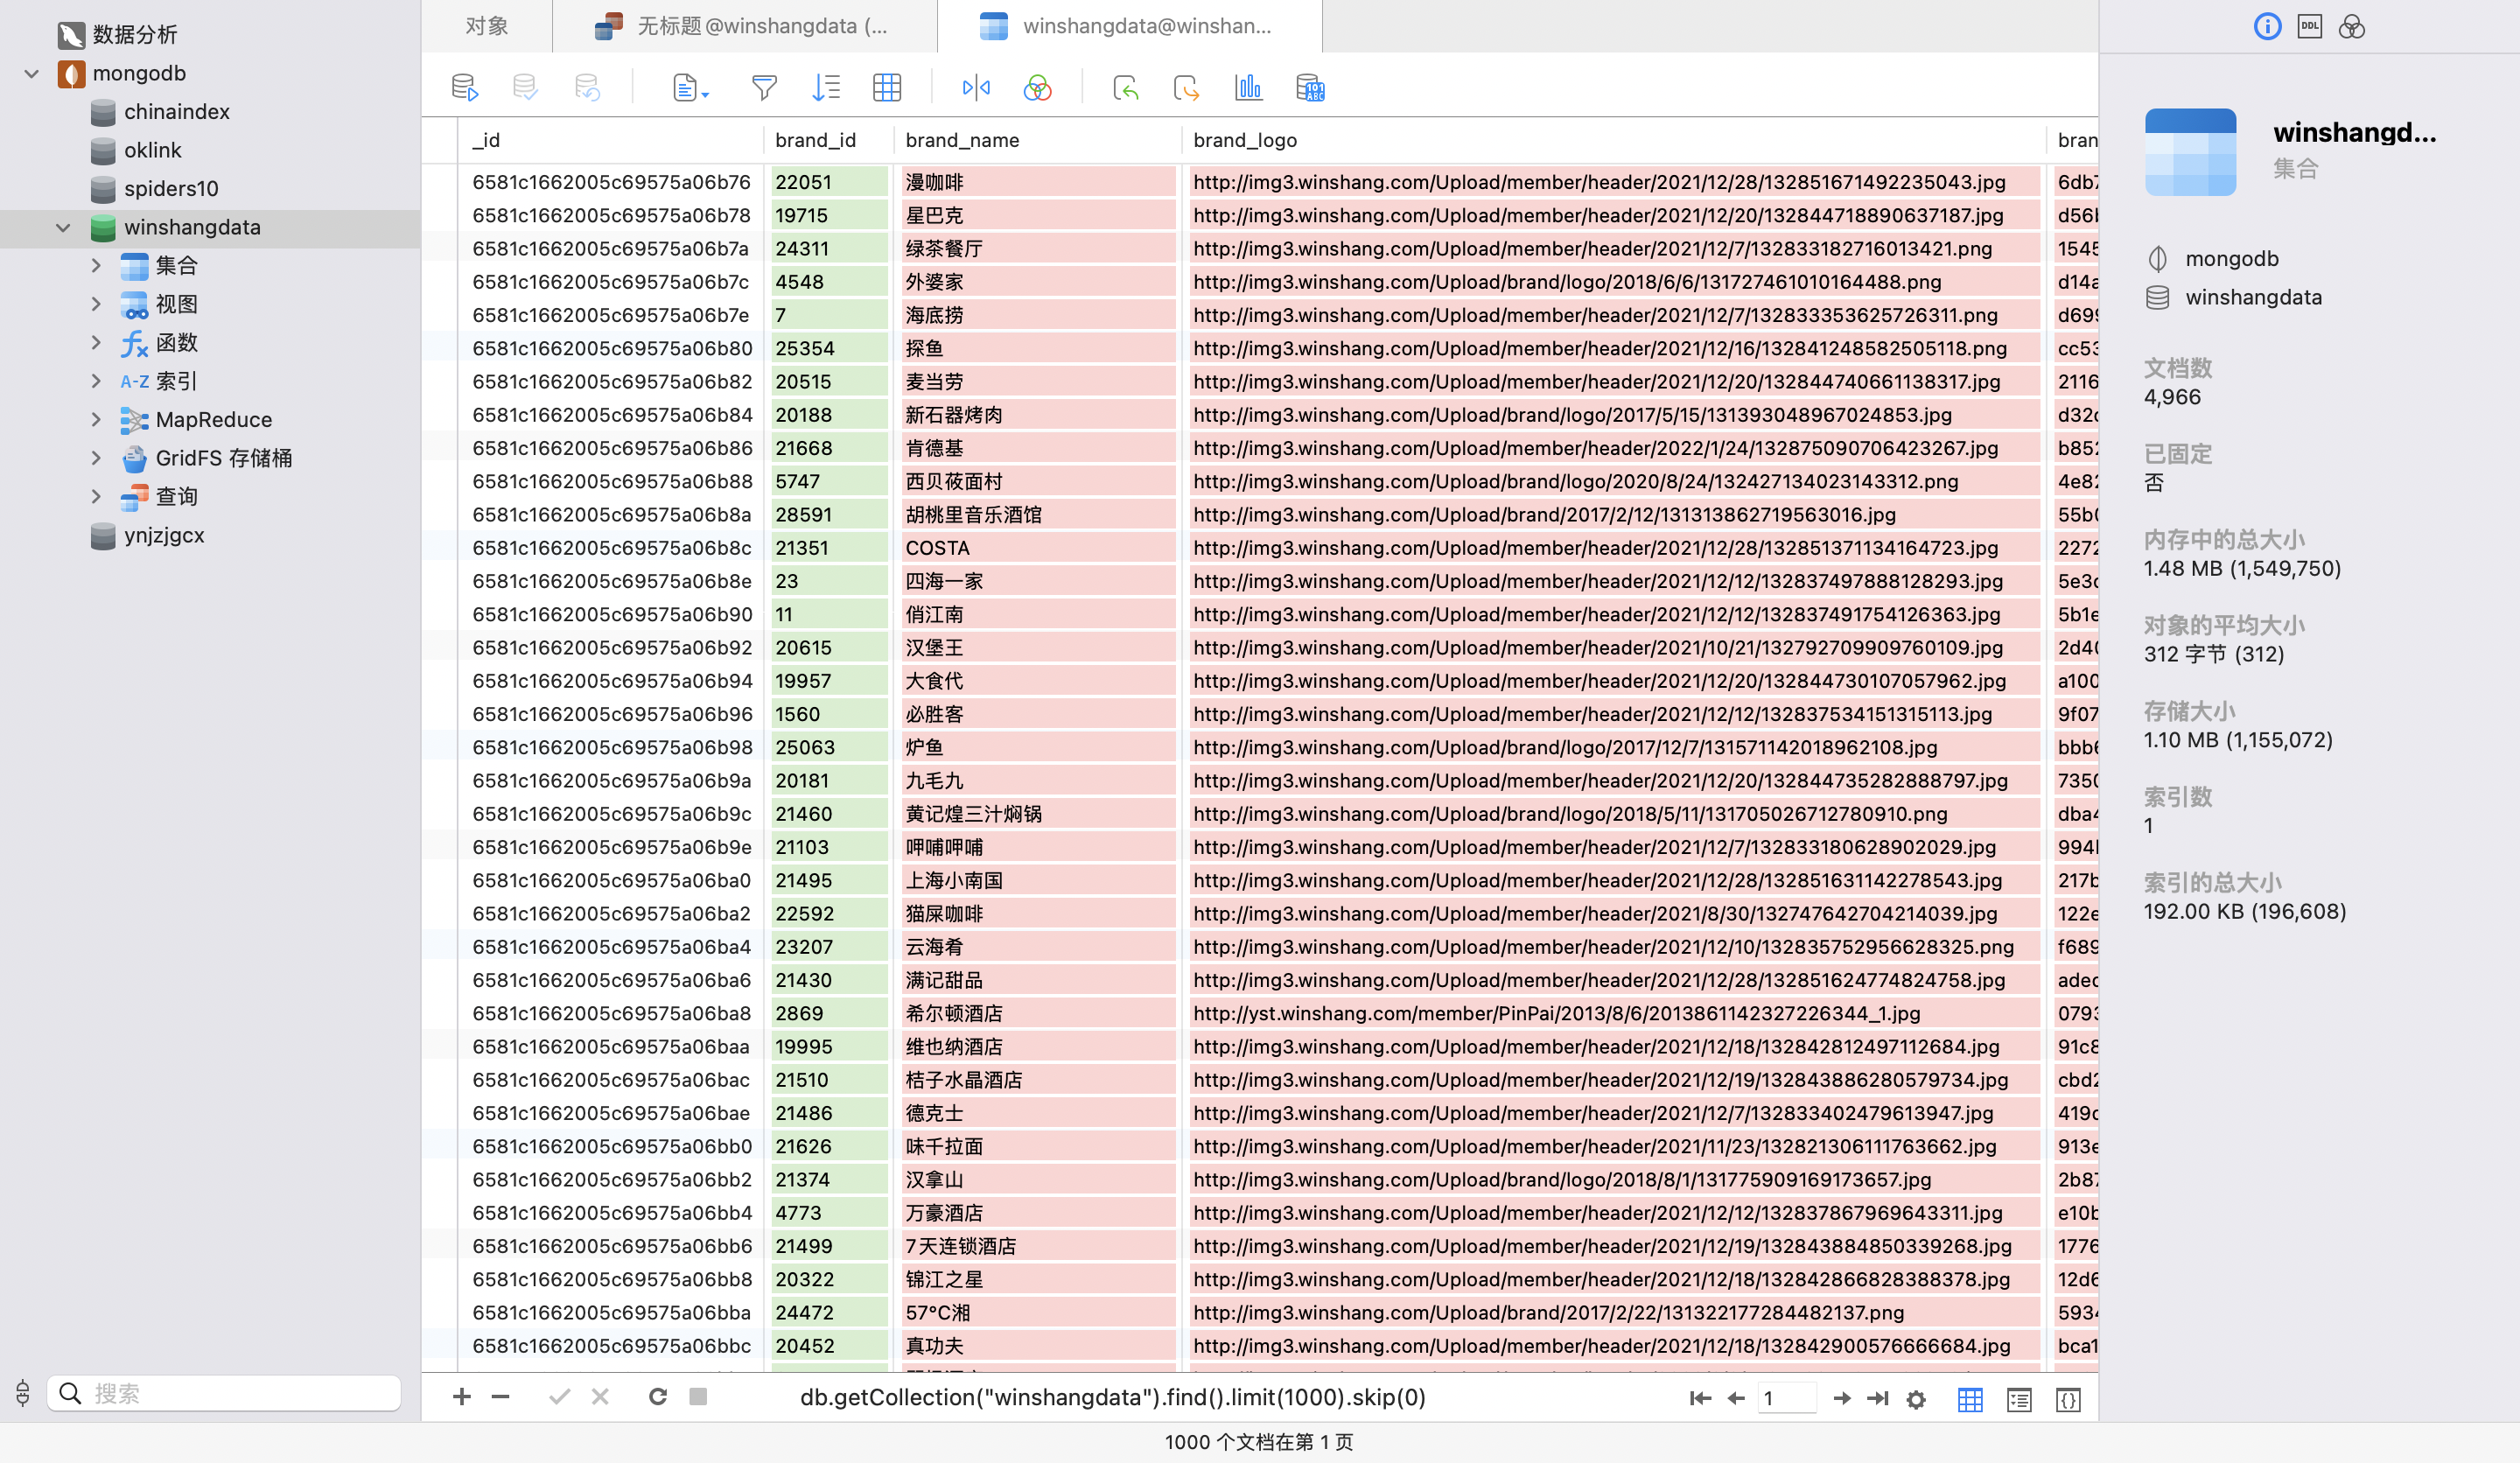 数据分析
mongodb
chinaindex
oklink
spiders10
winshangdata
集合
视图
函数
A-Z 索引
MapReduce
GridFS 存储桶
查询
ynjzjgcx
搜索
对象
无标题 @winshangdata (...
winshangdata@winshan...
_id brand_id brand_name brand_logo bran
6581c1662005c69575a06b76 22051 漫咖啡 http://img3.winshang.com/Upload/member/header/2021/12/28/132851671492235043.jpg 6db7
6581c1662005c69575a06b78 19715 星巴克 http://img3.winshang.com/Upload/member/header/2021/12/20/132844718890637187.jpg d56b
6581c1662005c69575a06b7a 24311 绿茶餐厅 http://img3.winshang.com/Upload/member/header/2021/12/7/132833182716013421.png 1545
6581c1662005c69575a06b7c 4548 外婆家 http://img3.winshang.com/Upload/brand/logo/2018/6/6/131727461010164488.png d14a
6581c1662005c69575a06b7e 7 海底捞 http://img3.winshang.com/Upload/member/header/2021/12/7/132833353625726311.png d699
6581c1662005c69575a06b80 25354 探鱼 http://img3.winshang.com/Upload/member/header/2021/12/16/132841248582505118.png cc53
6581c1662005c69575a06b82 20515 麦当劳 http://img3.winshang.com/Upload/member/header/2021/12/20/132844740661138317.jpg 2116
6581c1662005c69575a06b84 20188 新石器烤肉 http://img3.winshang.com/Upload/brand/logo/2017/5/15/131393048967024853.jpg d32c
6581c1662005c69575a06b86 21668 肯德基 http://img3.winshang.com/Upload/member/header/2022/1/24/132875090706423267.jpg b852
6581c1662005c69575a06b88 5747 西贝莜面村 http://img3.winshang.com/Upload/brand/logo/2020/8/24/132427134023143312.png 4e82
6581c1662005c69575a06b8a 28591 胡桃里音乐酒馆 http://img3.winshang.com/Upload/brand/2017/2/12/131313862719563016.jpg 55b0
6581c1662005c69575a06b8c 21351 COSTA http://img3.winshang.com/Upload/member/header/2021/12/28/132851371134164723.jpg 2272
6581c1662005c69575a06b8e 23 四海一家 http://img3.winshang.com/Upload/member/header/2021/12/12/132837497888128293.jpg 5e3c
6581c1662005c69575a06b90 11 俏江南 http://img3.winshang.com/Upload/member/header/2021/12/12/132837491754126363.jpg 5b1e
6581c1662005c69575a06b92 20615 汉堡王 http://img3.winshang.com/Upload/member/header/2021/10/21/132792709909760109.jpg 2d40
6581c1662005c69575a06b94 19957 大食代 http://img3.winshang.com/Upload/member/header/2021/12/20/132844730107057962.jpg a100
6581c1662005c69575a06b96 1560 必胜客 http://img3.winshang.com/Upload/member/header/2021/12/12/132837534151315113.jpg 9f07
6581c1662005c69575a06b98 25063 炉鱼 http://img3.winshang.com/Upload/brand/logo/2017/12/7/131571142018962108.jpg bbb6
6581c1662005c69575a06b9a 20181 九毛九 http://img3.winshang.com/Upload/member/header/2021/12/20/132844735282888797.jpg 7350
6581c1662005c69575a06b9c 21460 黄记煌三汁焖锅 http://img3.winshang.com/Upload/brand/logo/2018/5/11/131705026712780910.png dba4
6581c1662005c69575a06b9e 21103 呷哺呷哺 http://img3.winshang.com/Upload/member/header/2021/12/7/132833180628902029.jpg 994
6581c1662005c69575a06ba0 21495 上海小南国 http://img3.winshang.com/Upload/member/header/2021/12/28/132851631142278543.jpg 217b
6581c1662005c69575a06ba2 22592 猫屎咖啡 http://img3.winshang.com/Upload/member/header/2021/8/30/132747642704214039.jpg 122e
6581c1662005c69575a06ba4 23207 云海肴 http://img3.winshang.com/Upload/member/header/2021/12/10/132835752956628325.png f689
6581c1662005c69575a06ba6 21430 满记甜品 http://img3.winshang.com/Upload/member/header/2021/12/28/132851624774824758.jpg adec
6581c1662005c69575a06ba8 2869 希尔顿酒店 http://yst.winshang.com/member/PinPai/2013/8/6/2013861142327226344_1.jpg 0793
6581c1662005c69575a06baa 19995 维也纳酒店 http://img3.winshang.com/Upload/member/header/2021/12/18/132842812497112684.jpg 91c8
6581c1662005c69575a06bac 21510 桔子水晶酒店 http://img3.winshang.com/Upload/member/header/2021/12/19/132843886280579734.jpg cbd2
6581c1662005c69575a06bae 21486 德克士 http://img3.winshang.com/Upload/member/header/2021/12/7/132833402479613947.jpg 419c
6581c1662005c69575a06bb0 21626 味千拉面 http://img3.winshang.com/Upload/member/header/2021/11/23/132821306111763662.jpg 913e
6581c1662005c69575a06bb2 21374 汉拿山 http://img3.winshang.com/Upload/brand/logo/2018/8/1/131775909169173657.jpg 2b87
6581c1662005c69575a06bb4 4773 万豪酒店 http://img3.winshang.com/Upload/member/header/2021/12/12/132837867969643311.jpg e10b
6581c1662005c69575a06bb6 21499 7天连锁酒店 http://img3.winshang.com/Upload/member/header/2021/12/19/132843884850339268.jpg 1776
6581c1662005c69575a06bb8 20322 锦江之星 http://img3.winshang.com/Upload/member/header/2021/12/18/132842866828388378.jpg 12d6
6581c1662005c69575a06bba 24472 57°C湘 http://img3.winshang.com/Upload/brand/2017/2/22/131322177284482137.png 5934
6581c1662005c69575a06bbc 20452 真功夫 http://img3.winshang.com/Upload/member/header/2021/12/18/132842900576666684.jpg bca1
db.getCollection("winshangdata").find().limit(1000).skip(0)
1
1000 个文档在第 1 页
DDL
winshangd...
集合
mongodb
winshangdata
文档数
4,966
已固定
否
内存中的总大小
1.48 MB (1,549,750)
对象的平均大小
312 字节 (312)
存储大小
1.10 MB (1,155,072)
索引数
1
索引的总大小
192.00 KB (196,608)